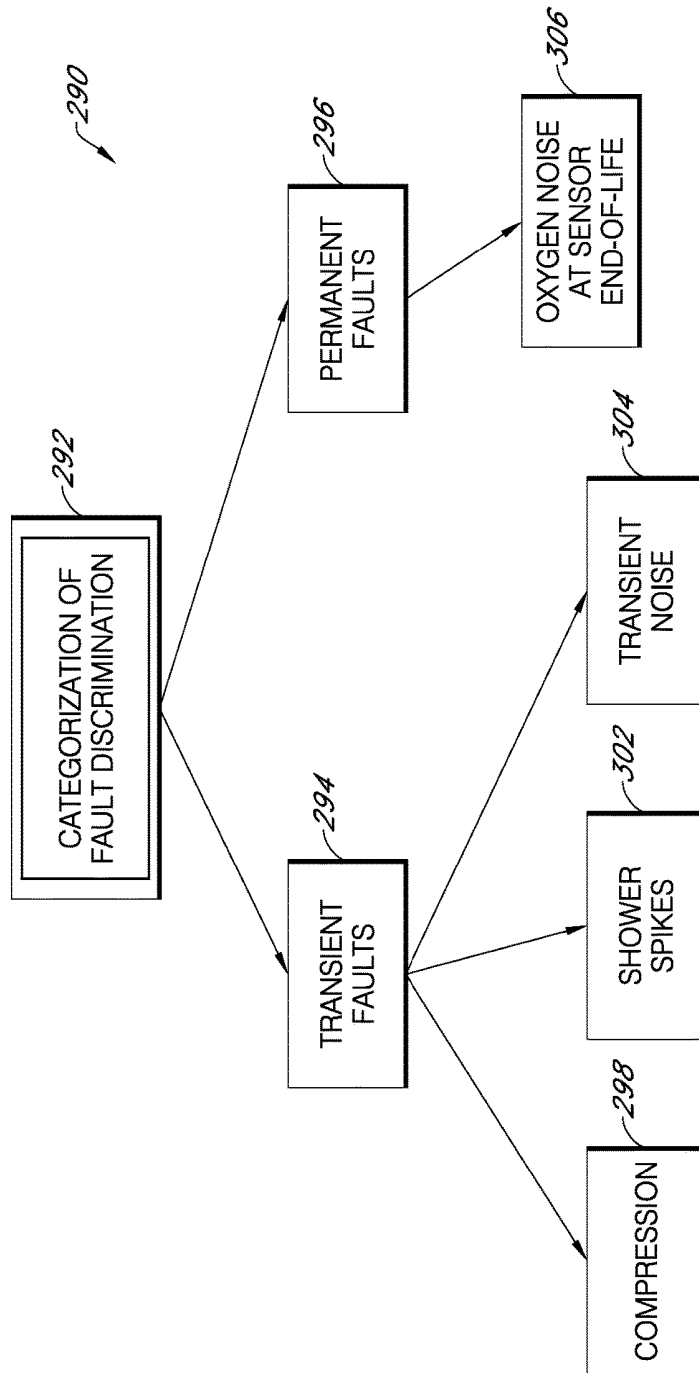 290
292
CATEGORIZATION OF
FAULT DISCRIMINATION
294
TRANSIENT
FAULTS
296
PERMANENT
FAULTS
298
COMPRESSION
302
SHOWER
SPIKES
304
TRANSIENT
NOISE
306
OXYGEN NOISE
AT SENSOR
END-OF-LIFE